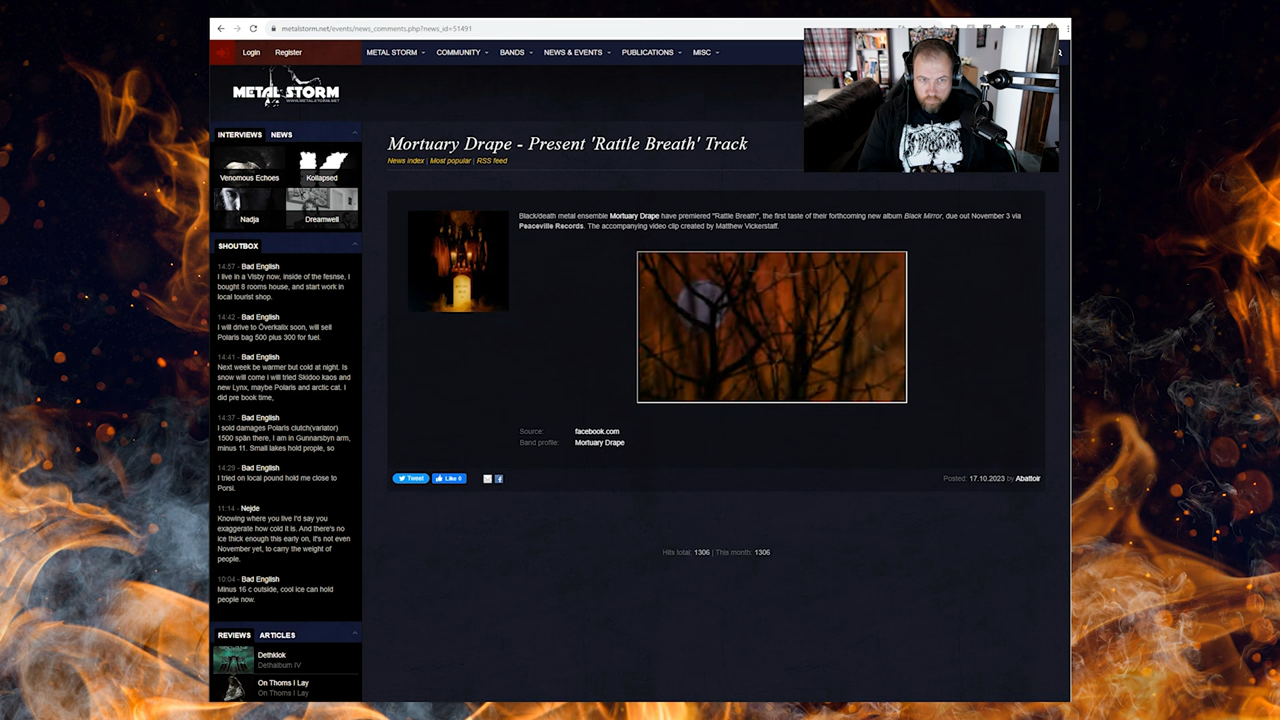 metalstorm.net/events/news_comments.php?news_id=51491
Login Register METAL STORM COMMUNITY BANDS NEWS & EVENTS PUBLICATIONS MISC
METAL STORM
WWW.METALSTORM.NET
INTERVIEWS NEWS
Venomous Echoes Kollapsed
Nadja Dreamwell
SHOUTBOX
14:57 - Bad English
I live in a Visby now, inside of the fesnse, I
bought 8 rooms house, and start work in
local tourist shop.
14:42 - Bad English
I will drive to Överkalix soon, will sell
Polaris bag 500 plus 300 for fuel.
14:41 - Bad English
Next week be warmer but cold at night. Is
snow will come i will tried Skidoo kaos and
new Lynx, maybe Polaris and arctic cat. I
did pre book time,
14:37 - Bad English
I sold damages Polaris clutch(variator)
1500 spän there, I am in Gunnarsbyn arm,
minus 11. Small lakes hold prople, so
14:29 - Bad English
I tried on local pound hold me close to
Porsi.
11:14 - Nejde
Knowing where you live I'd say you
exaggerate how cold it is. And there's no
ice thick enough this early on, it's not even
November yet, to carry the weight of
people.
10:04 - Bad English
Minus 16 c outside, cool ice can hold
people now.
REVIEWS ARTICLES
Dethklok
Dethalbum IV
On Thorns I Lay
On Thorns I Lay
Mortuary Drape - Present 'Rattle Breath' Track
News index | Most popular | RSS feed
Black/death metal ensemble Mortuary Drape have premiered "Rattle Breath", the first taste of their forthcoming new album Black Mirror, due out November 3 via
Peaceville Records. The accompanying video clip created by Matthew Vickerstaff.
Source: facebook.com
Band profile: Mortuary Drape
Tweet Like 0
Posted: 17.10.2023 by Abattoir
Hits total: 1306 | This month: 1306